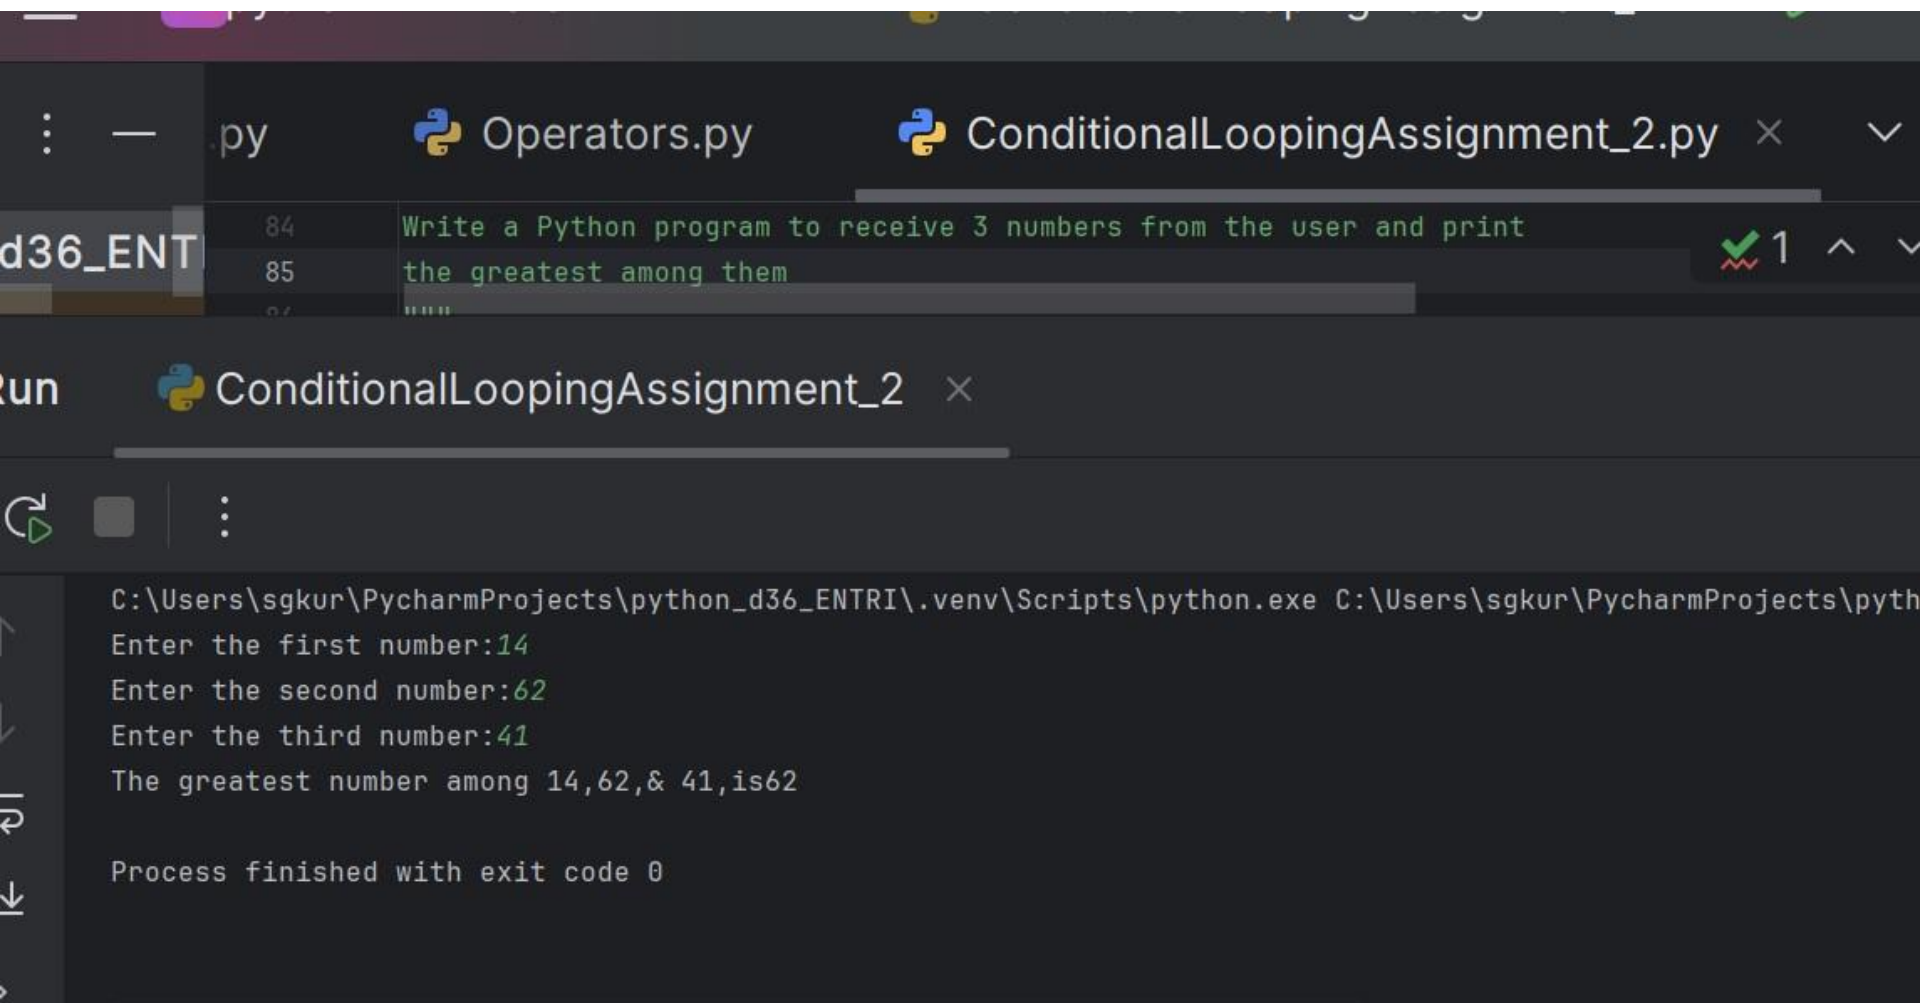 .py
Operators.py
ConditionalLoopingAssignment_2.py
d36_ENT
84
Write a Python program to receive 3 numbers from the user and print
1
85
the greatest among them
"""
Run
ConditionalLoopingAssignment_2
C:\Users\sgkur\PycharmProjects\python_d36_ENTRI\.venv\Scripts\python.exe C:\Users\sgkur\PycharmProjects\pyth
Enter the first number:14
Enter the second number:62
Enter the third number:41
The greatest number among 14,62,& 41,is62
Process finished with exit code 0